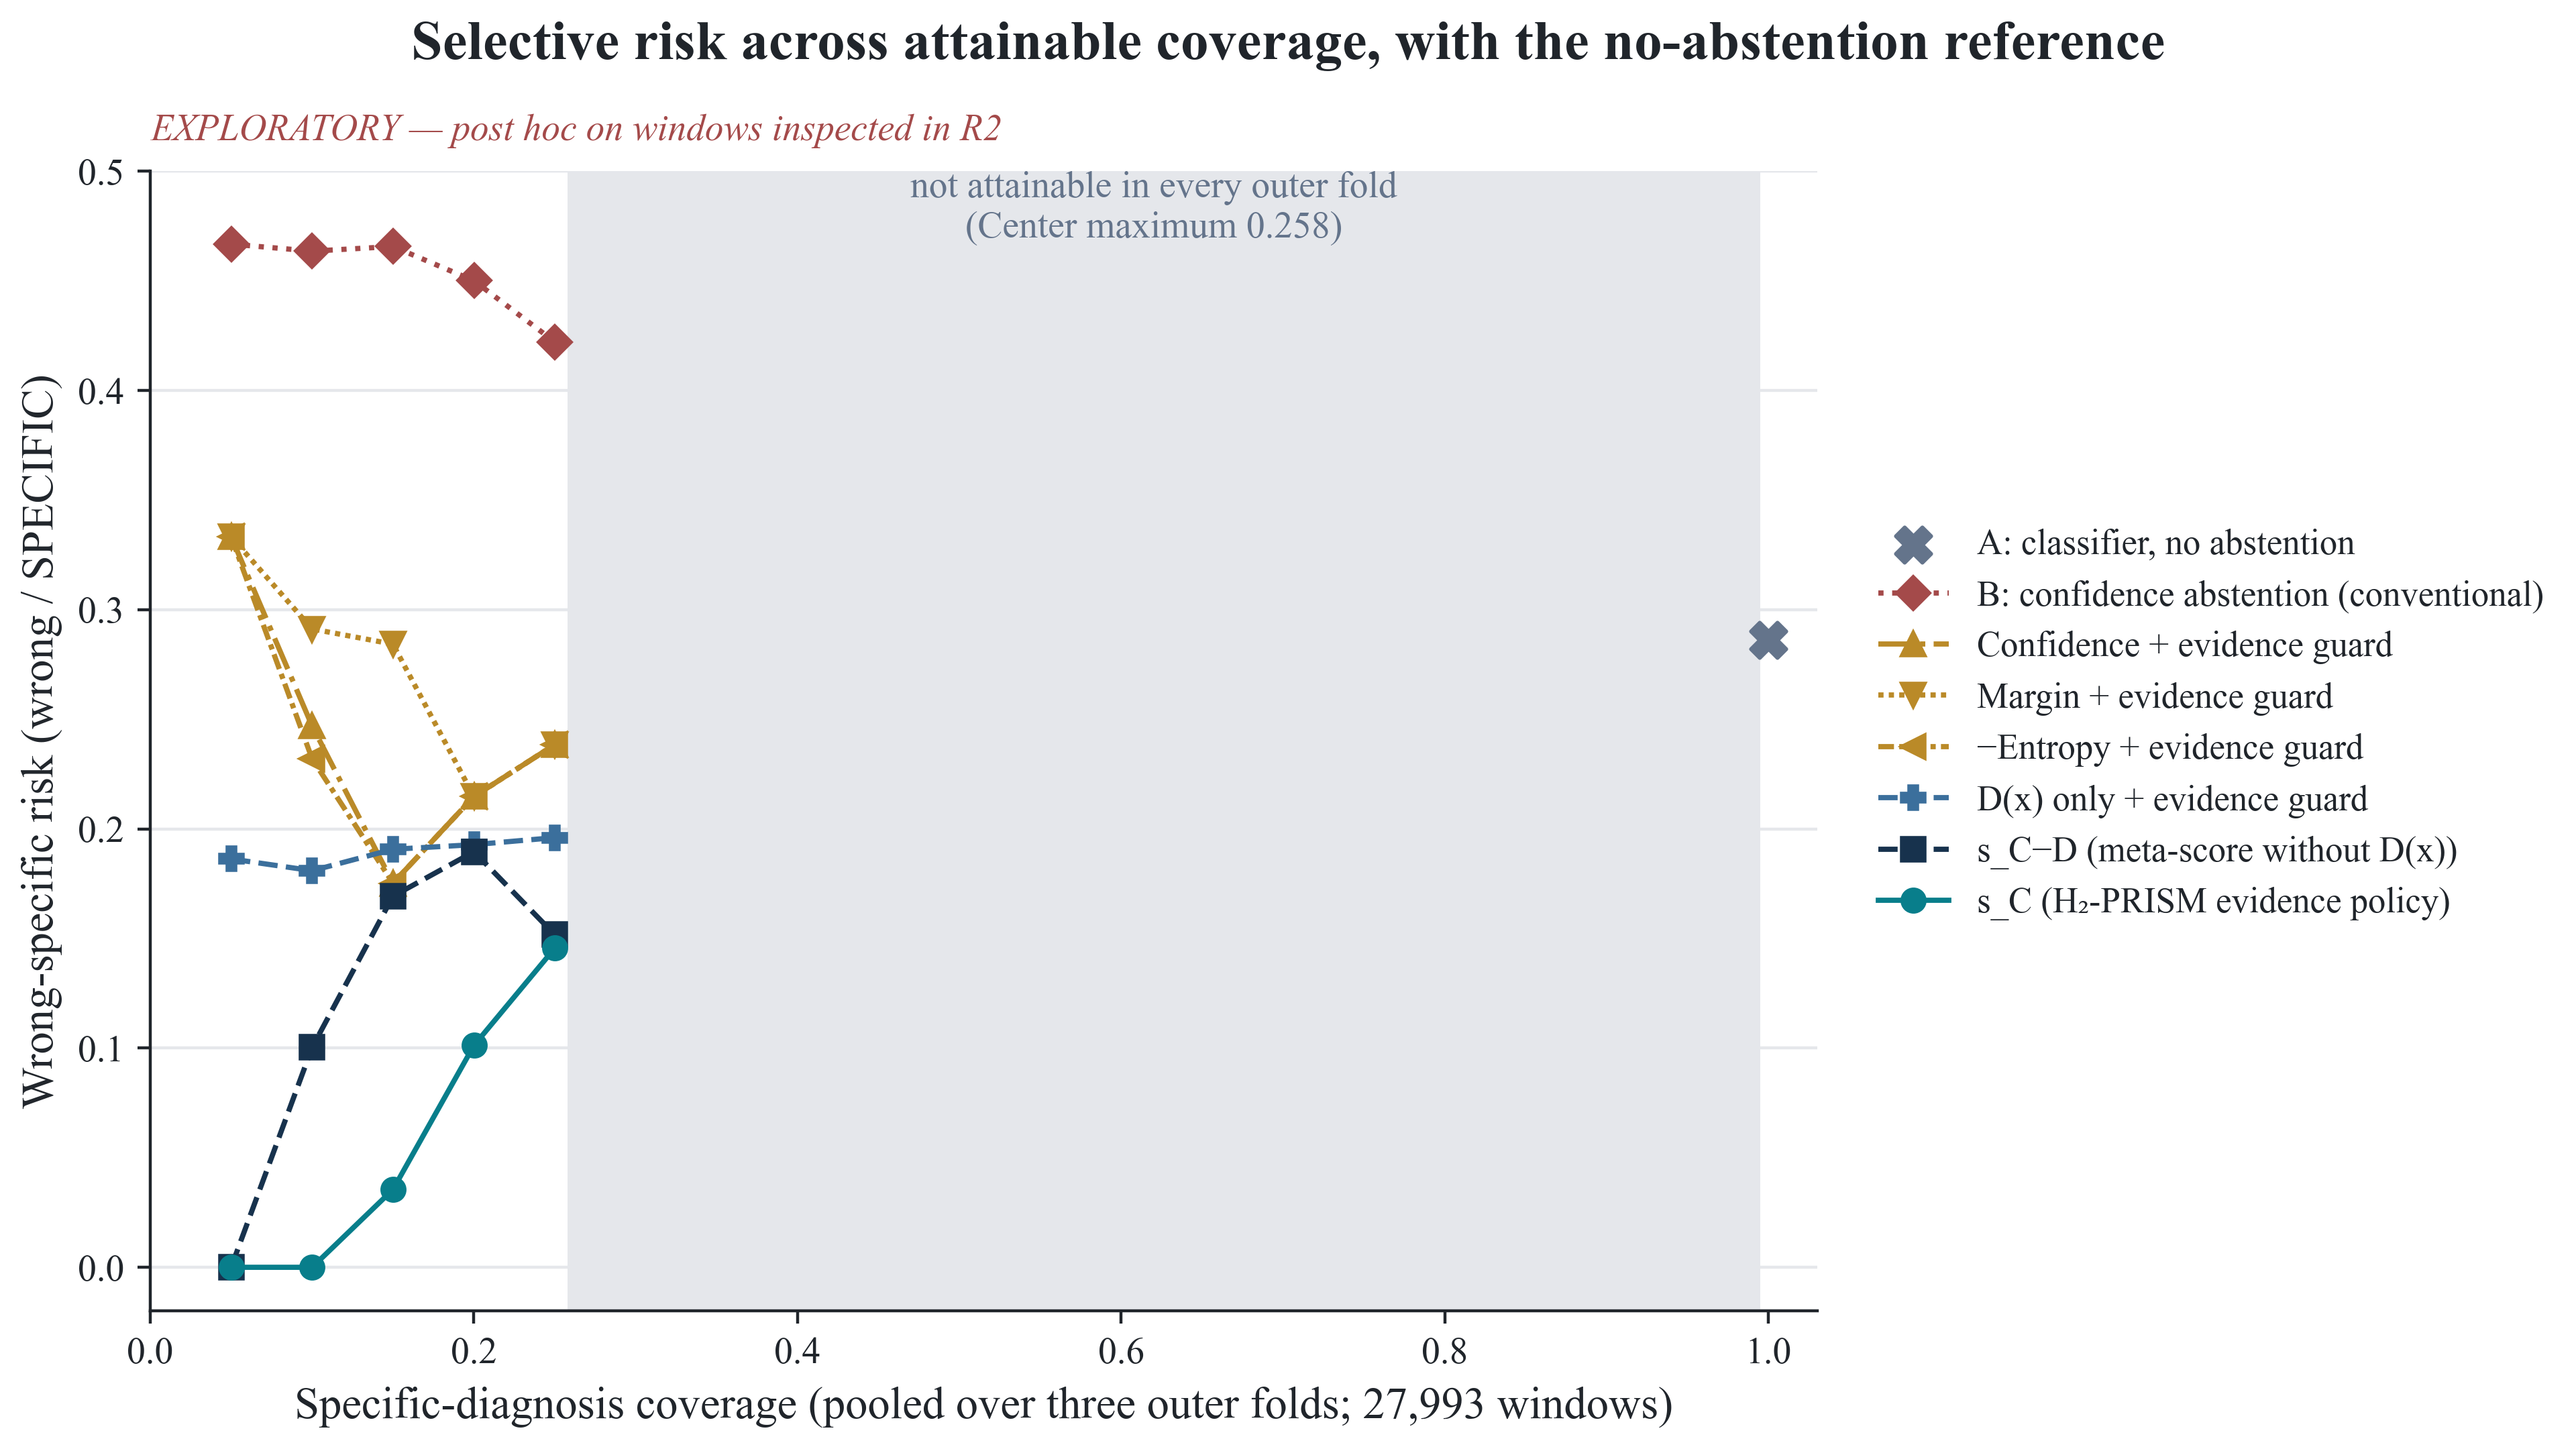 Selective risk across attainable coverage, with the no-abstention reference
EXPLORATORY — post hoc on windows inspected in R2
not attainable in every outer fold
(Center maximum 0.258)
Wrong-specific risk (wrong / SPECIFIC)
0.5
0.4
0.3
0.2
0.1
0.0
0.0 0.2 0.4 0.6 0.8 1.0
Specific-diagnosis coverage (pooled over three outer folds; 27,993 windows)
A: classifier, no abstention
B: confidence abstention (conventional)
Confidence + evidence guard
Margin + evidence guard
−Entropy + evidence guard
D(x) only + evidence guard
s_C−D (meta-score without D(x))
s_C (H₂-PRISM evidence policy)